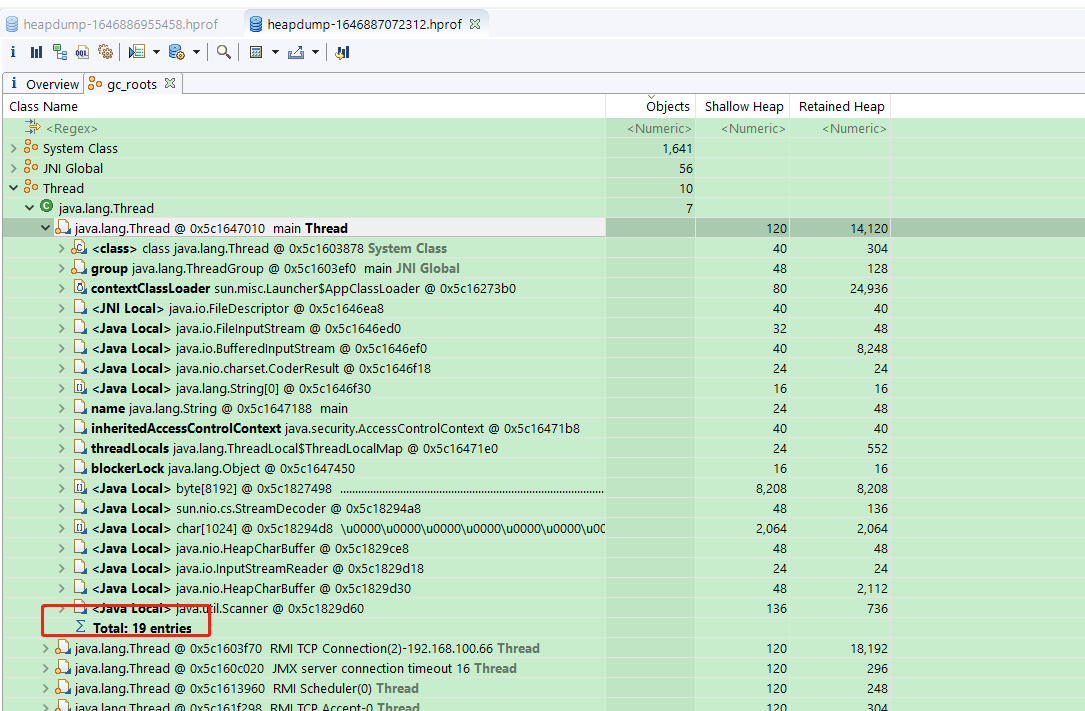 heapdump-1646886955458.hprof heapdump-1646887072312.hprof
i OQL
i Overview gc_roots
Class Name Objects Shallow Heap Retained Heap
<Regex> <Numeric> <Numeric> <Numeric>
System Class 1,641
JNI Global 56
Thread 10
java.lang.Thread 7
java.lang.Thread @ 0x5c1647010 main Thread 120 14,120
<class> class java.lang.Thread @ 0x5c1603878 System Class 40 304
group java.lang.ThreadGroup @ 0x5c1603ef0 main JNI Global 48 128
contextClassLoader sun.misc.Launcher$AppClassLoader @ 0x5c16273b0 80 24,936
<JNI Local> java.io.FileDescriptor @ 0x5c1646ea8 40 40
<Java Local> java.io.FileInputStream @ 0x5c1646ed0 32 48
<Java Local> java.io.BufferedInputStream @ 0x5c1646ef0 40 8,248
<Java Local> java.nio.charset.CoderResult @ 0x5c1646f18 24 24
<Java Local> java.lang.String[0] @ 0x5c1646f30 16 16
name java.lang.String @ 0x5c1647188 main 24 48
inheritedAccessControlContext java.security.AccessControlContext @ 0x5c16471b8 40 40
threadLocals java.lang.ThreadLocal$ThreadLocalMap @ 0x5c16471e0 24 552
blockerLock java.lang.Object @ 0x5c1647450 16 16
<Java Local> byte[8192] @ 0x5c1827498 ........................................................................................ 8,208 8,208
<Java Local> sun.nio.cs.StreamDecoder @ 0x5c18294a8 48 136
<Java Local> char[1024] @ 0x5c18294d8 \u0000\u0000\u0000\u0000\u0000\u0000\u00 2,064 2,064
<Java Local> java.nio.HeapCharBuffer @ 0x5c1829ce8 48 48
<Java Local> java.io.InputStreamReader @ 0x5c1829d18 24 24
<Java Local> java.nio.HeapCharBuffer @ 0x5c1829d30 48 2,112
<Java Local> java.util.Scanner @ 0x5c1829d60 136 736
Σ Total: 19 entries
java.lang.Thread @ 0x5c1603f70 RMI TCP Connection(2)-192.168.100.66 Thread 120 18,192
java.lang.Thread @ 0x5c160c020 JMX server connection timeout 16 Thread 120 296
java.lang.Thread @ 0x5c1613960 RMI Scheduler(0) Thread 120 248
java.lang.Thread @ 0x5c161f298 RMI TCP Accept-0 Thread 120 304